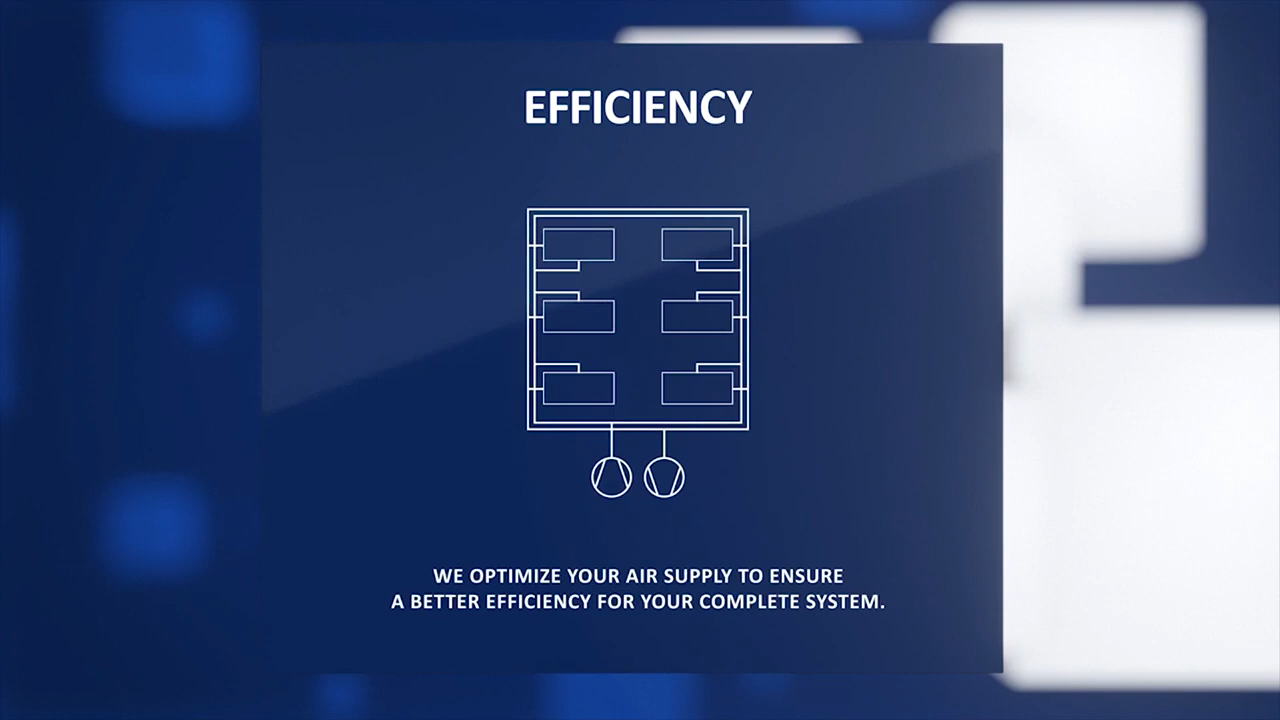 EFFICIENCY
WE OPTIMIZE YOUR AIR SUPPLY TO ENSURE
A BETTER EFFICIENCY FOR YOUR COMPLETE SYSTEM.